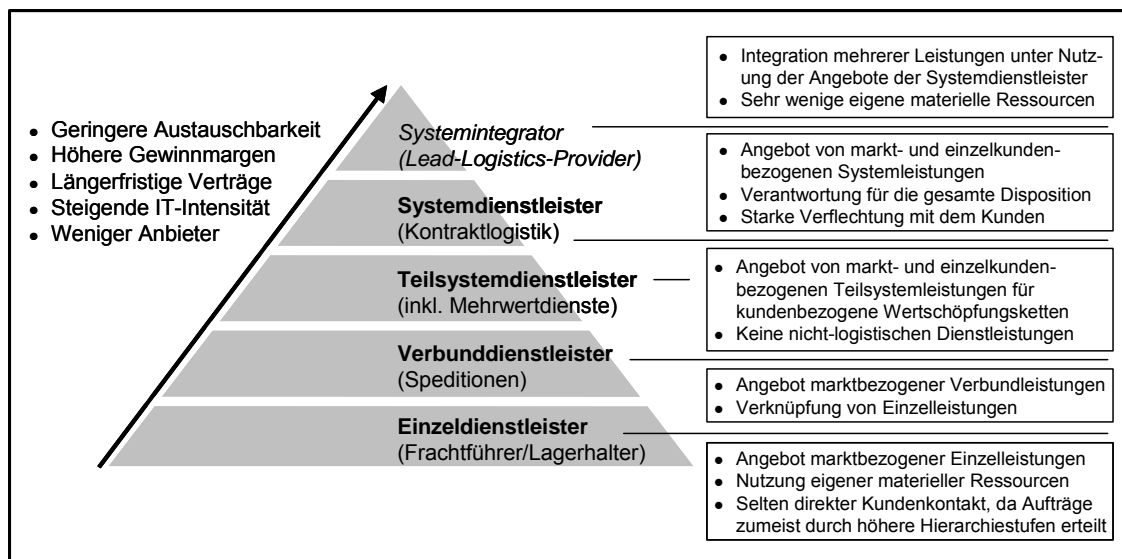 • Geringere Austauschbarkeit
• Höhere Gewinnmargen
• Längerfristige Verträge
• Steigende IT-Intensität
• Weniger Anbieter
Systemintegrator
(Lead-Logistics-Provider)
Systemdienstleister
(Kontraktlogistik)
Teilsystemdienstleister
(inkl. Mehrwertdienste)
Verbunddienstleister
(Speditionen)
Einzeldienstleister
(Frachtführer/Lagerhalter)
• Integration mehrerer Leistungen unter Nutz-
ung der Angebote der Systemdienstleister
• Sehr wenige eigene materielle Ressourcen
• Angebot von markt- und einzelkunden-
bezogenen Systemleistungen
• Verantwortung für die gesamte Disposition
• Starke Verflechtung mit dem Kunden
• Angebot von markt- und einzelkunden-
bezogenen Teilsystemleistungen für
kundenbezogene Wertschöpfungsketten
• Keine nicht-logistischen Dienstleistungen
• Angebot marktbezogener Verbundleistungen
• Verknüpfung von Einzelleistungen
• Angebot marktbezogener Einzelleistungen
• Nutzung eigener materieller Ressourcen
• Selten direkter Kundenkontakt, da Aufträge
zumeist durch höhere Hierarchiestufen erteilt